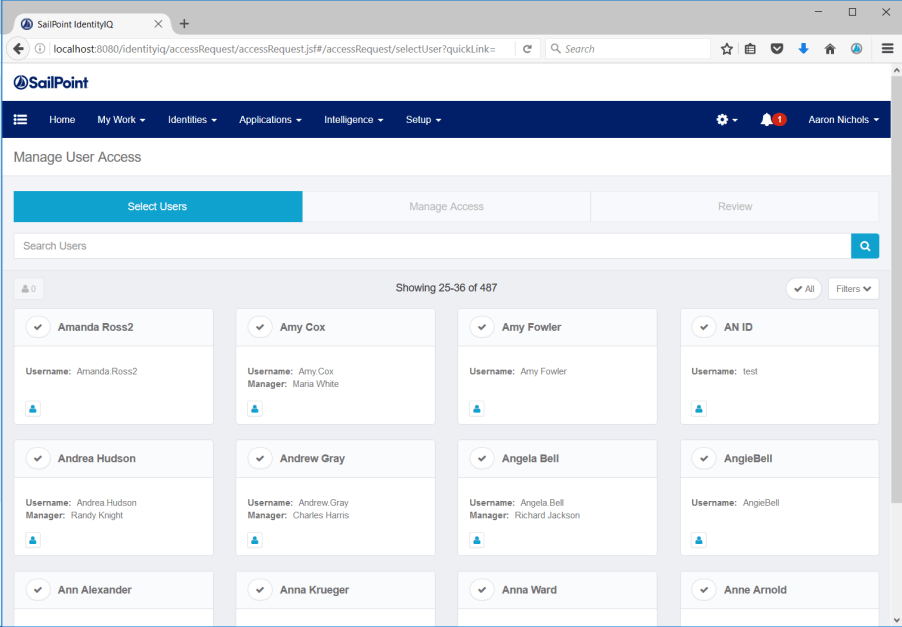 SailPoint IdentityIQ
localhost:8080/identityiq/accessRequest/accessRequest.jsf#/accessRequest/selectUser?quickLink=
Search
SailPoint
Home My Work Identities Applications Intelligence Setup 1 Aaron Nichols
Manage User Access
Select Users Manage Access Review
Search Users
0 Showing 25-36 of 487 All Filters
Amanda Ross2 Amy Cox Amy Fowler AN ID
Username: Amanda.Ross2 Username: Amy.Cox Username: Amy Fowler Username: test
Manager: Maria White
Andrea Hudson Andrew Gray Angela Bell AngieBell
Username: Andrea.Hudson Username: Andrew.Gray Username: Angela.Bell Username: AngieBell
Manager: Randy Knight Manager: Charles Harris Manager: Richard Jackson
Ann Alexander Anna Krueger Anna Ward Anne Arnold